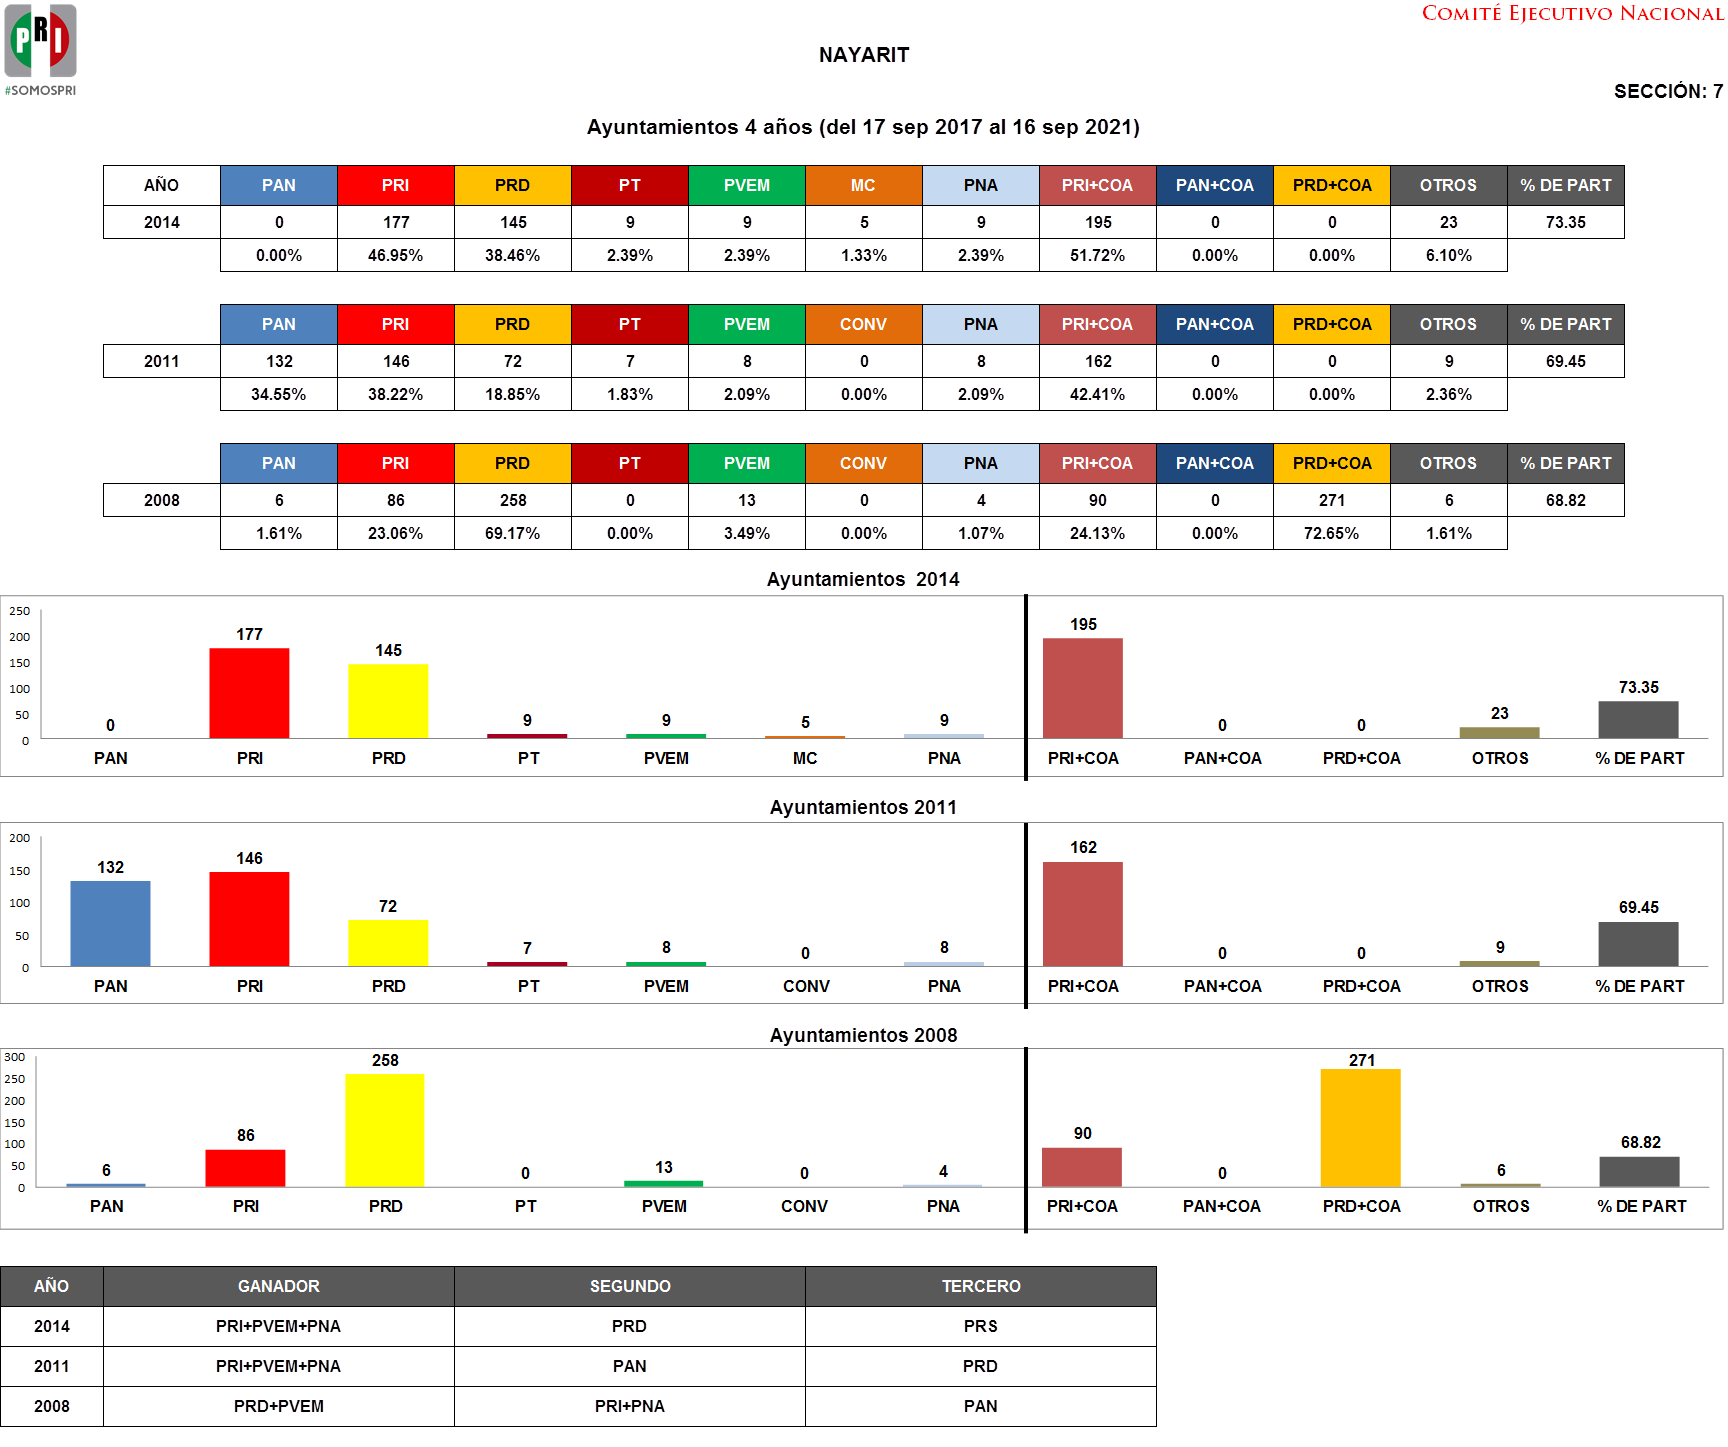 PRI
#SOMOSPRI
Comité Ejecutivo Nacional
NAYARIT
SECCIÓN: 7
Ayuntamientos 4 años (del 17 sep 2017 al 16 sep 2021)
AÑO PAN PRI PRD PT PVEM MC PNA PRI+COA PAN+COA PRD+COA OTROS % DE PART
2014 0 177 145 9 9 5 9 195 0 0 23 73.35
0.00% 46.95% 38.46% 2.39% 2.39% 1.33% 2.39% 51.72% 0.00% 0.00% 6.10%
PAN PRI PRD PT PVEM CONV PNA PRI+COA PAN+COA PRD+COA OTROS % DE PART
2011 132 146 72 7 8 0 8 162 0 0 9 69.45
34.55% 38.22% 18.85% 1.83% 2.09% 0.00% 2.09% 42.41% 0.00% 0.00% 2.36%
PAN PRI PRD PT PVEM CONV PNA PRI+COA PAN+COA PRD+COA OTROS % DE PART
2008 6 86 258 0 13 0 4 90 0 271 6 68.82
1.61% 23.06% 69.17% 0.00% 3.49% 0.00% 1.07% 24.13% 0.00% 72.65% 1.61%
Ayuntamientos 2014
250
200
150
100
50
0
0 177 145 9 9 5 9 195 0 0 23 73.35
PAN PRI PRD PT PVEM MC PNA PRI+COA PAN+COA PRD+COA OTROS % DE PART
Ayuntamientos 2011
200
150
100
50
0
132 146 72 7 8 0 8 162 0 0 9 69.45
PAN PRI PRD PT PVEM CONV PNA PRI+COA PAN+COA PRD+COA OTROS % DE PART
Ayuntamientos 2008
300
250
200
150
100
50
0
6 86 258 0 13 0 4 90 0 271 6 68.82
PAN PRI PRD PT PVEM CONV PNA PRI+COA PAN+COA PRD+COA OTROS % DE PART
AÑO GANADOR SEGUNDO TERCERO
2014 PRI+PVEM+PNA PRD PRS
2011 PRI+PVEM+PNA PAN PRD
2008 PRD+PVEM PRI+PNA PAN